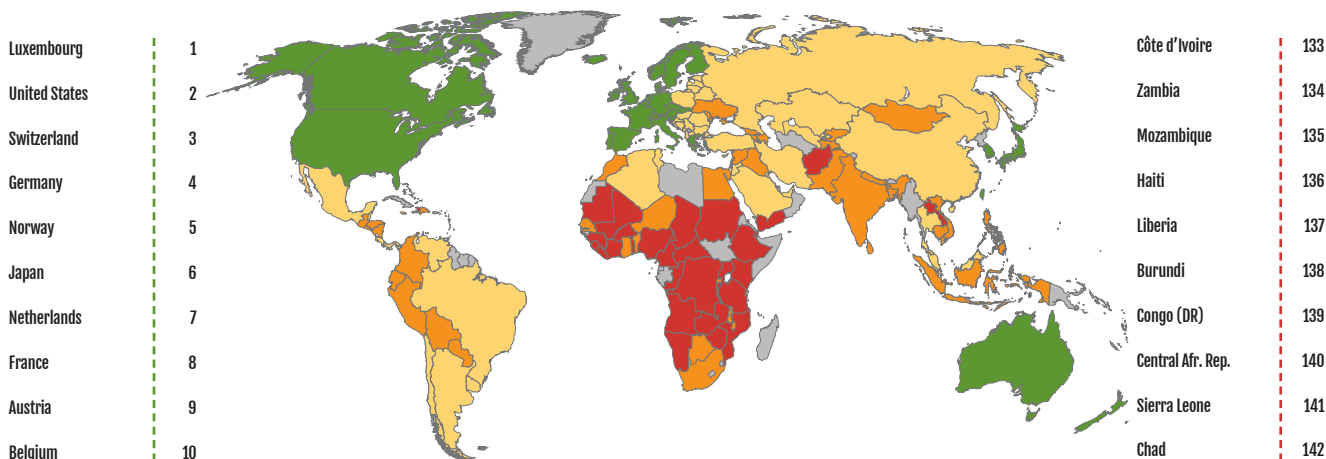 Luxembourg 1
United States 2
Switzerland 3
Germany 4
Norway 5
Japan 6
Netherlands 7
France 8
Austria 9
Belgium 10
Côte d'Ivoire 133
Zambia 134
Mozambique 135
Haiti 136
Liberia 137
Burundi 138
Congo (DR) 139
Central Afr. Rep. 140
Sierra Leone 141
Chad 142